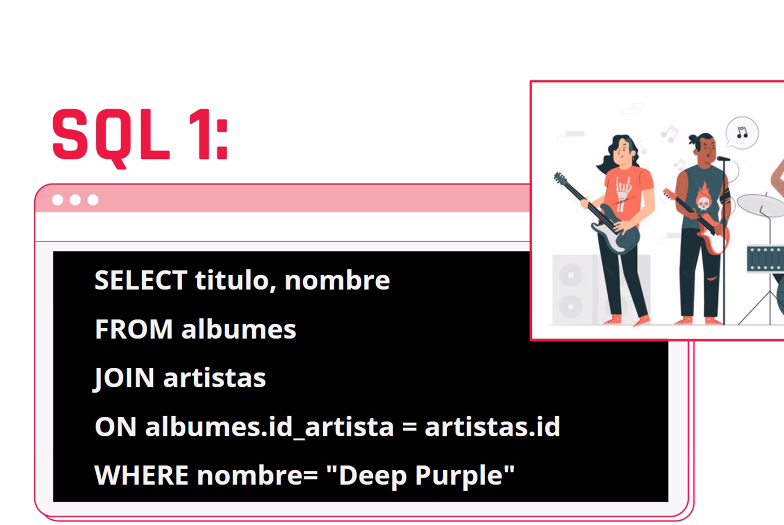 SQL 1:
SELECT titulo, nombre
FROM albumes
JOIN artistas
ON albumes.id_artista = artistas.id
WHERE nombre= "Deep Purple"